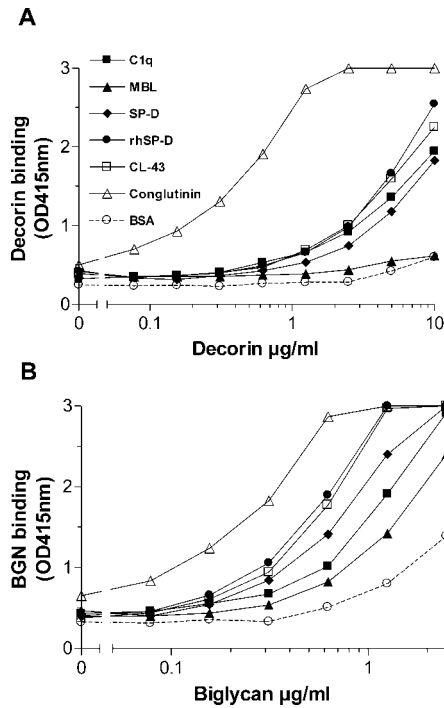 A
C1q
MBL
SP-D
rhSP-D
CL-43
Conglutinin
BSA
3
2
1
0
Decorin binding
(OD415nm)
0 0.1 1 10
Decorin µg/ml
B
3
2
1
0
BGN binding
(OD415nm)
0 0.1 1
Biglycan µg/ml